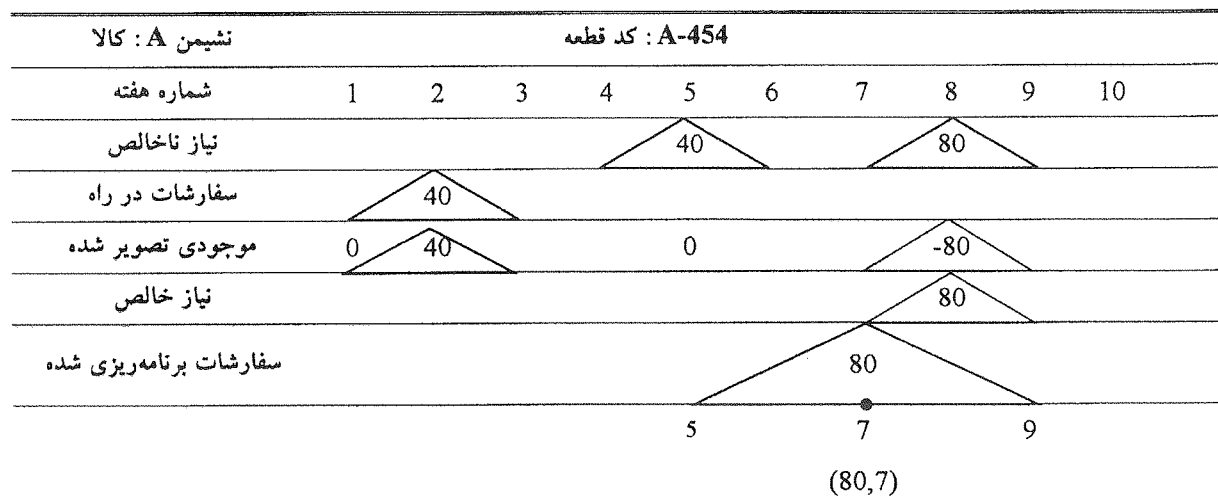 نشیمن A : کالا    A-454 : کد قطعه
شماره هفته 1 2 3 4 5 6 7 8 9 10
نیاز ناخالص 40 80
سفارشات در راه 40
موجودی تصویر شده 0 40 0 -80
نیاز خالص 80
سفارشات برنامه‌ریزی شده 80
5 7 9
(80,7)